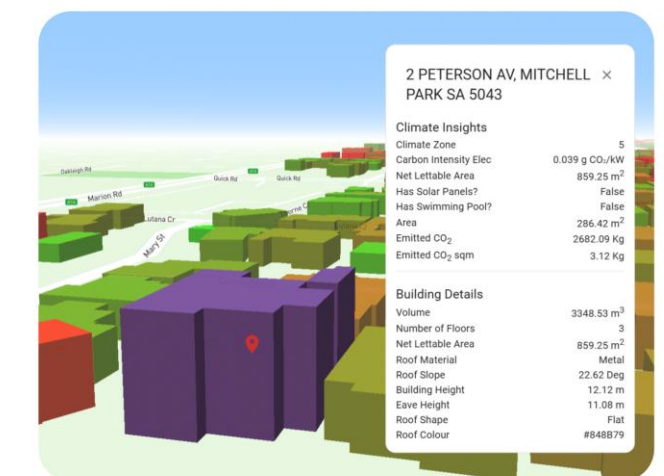 2 PETERSON AV, MITCHELL ×
PARK SA 5043
Climate Insights
Climate Zone 5
Carbon Intensity Elec 0.039 g CO₂/kW
Net Lettable Area 859.25 m²
Has Solar Panels? False
Has Swimming Pool? False
Area 286.42 m²
Emitted CO₂ 2682.09 Kg
Emitted CO₂ sqm 3.12 Kg
Building Details
Volume 3348.53 m³
Number of Floors 3
Net Lettable Area 859.25 m²
Roof Material Metal
Roof Slope 22.62 Deg
Building Height 12.12 m
Eave Height 11.08 m
Roof Shape Flat
Roof Colour #848B79
Oakleigh Rd
Quick Rd
Quick Rd
Marion Rd
Lutana Cr
Mary St